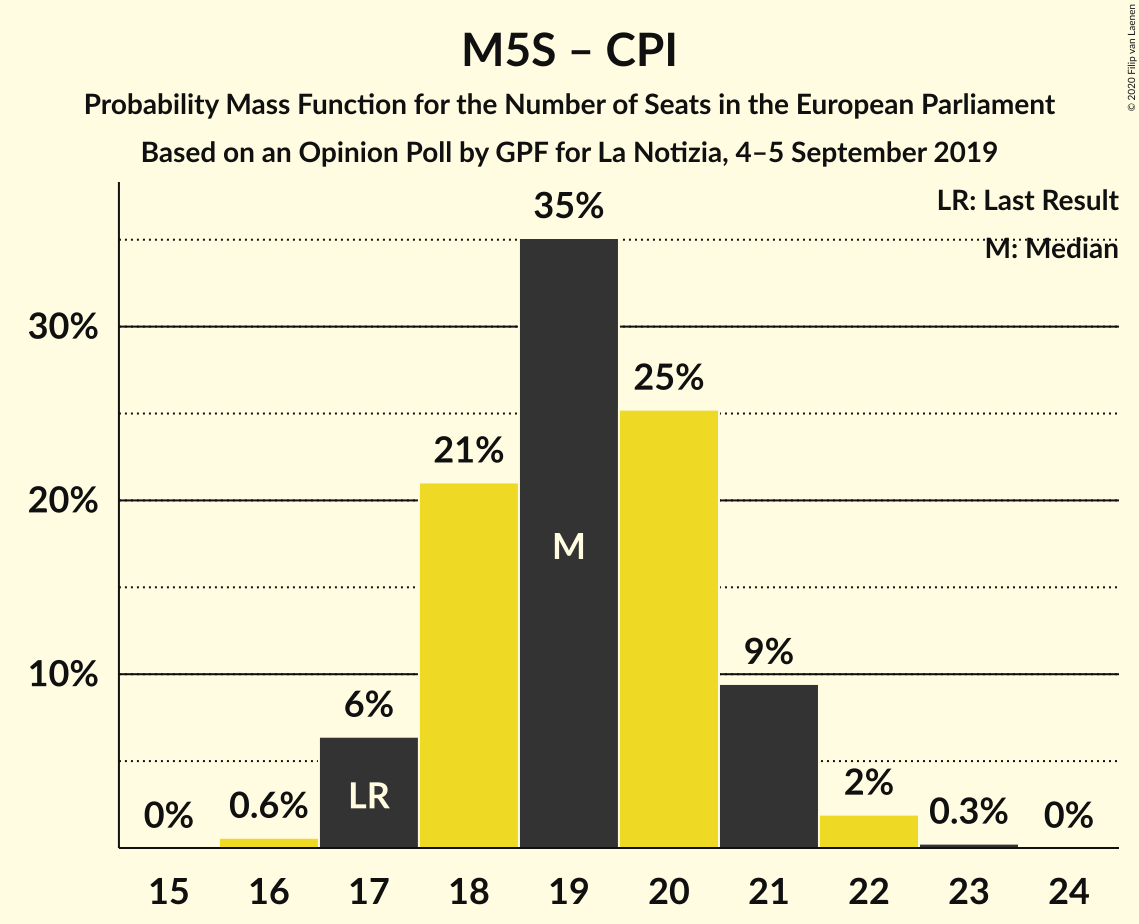 M5S – CPI
Probability Mass Function for the Number of Seats in the European Parliament
Based on an Opinion Poll by GPF for La Notizia, 4–5 September 2019
© 2020 Filip van Laenen
LR: Last Result
M: Median
35%
30%
25%
21%
20%
M
9%
10%
6%
LR
2%
0%
0.6%
0.3%
0%
15 16 17 18 19 20 21 22 23 24